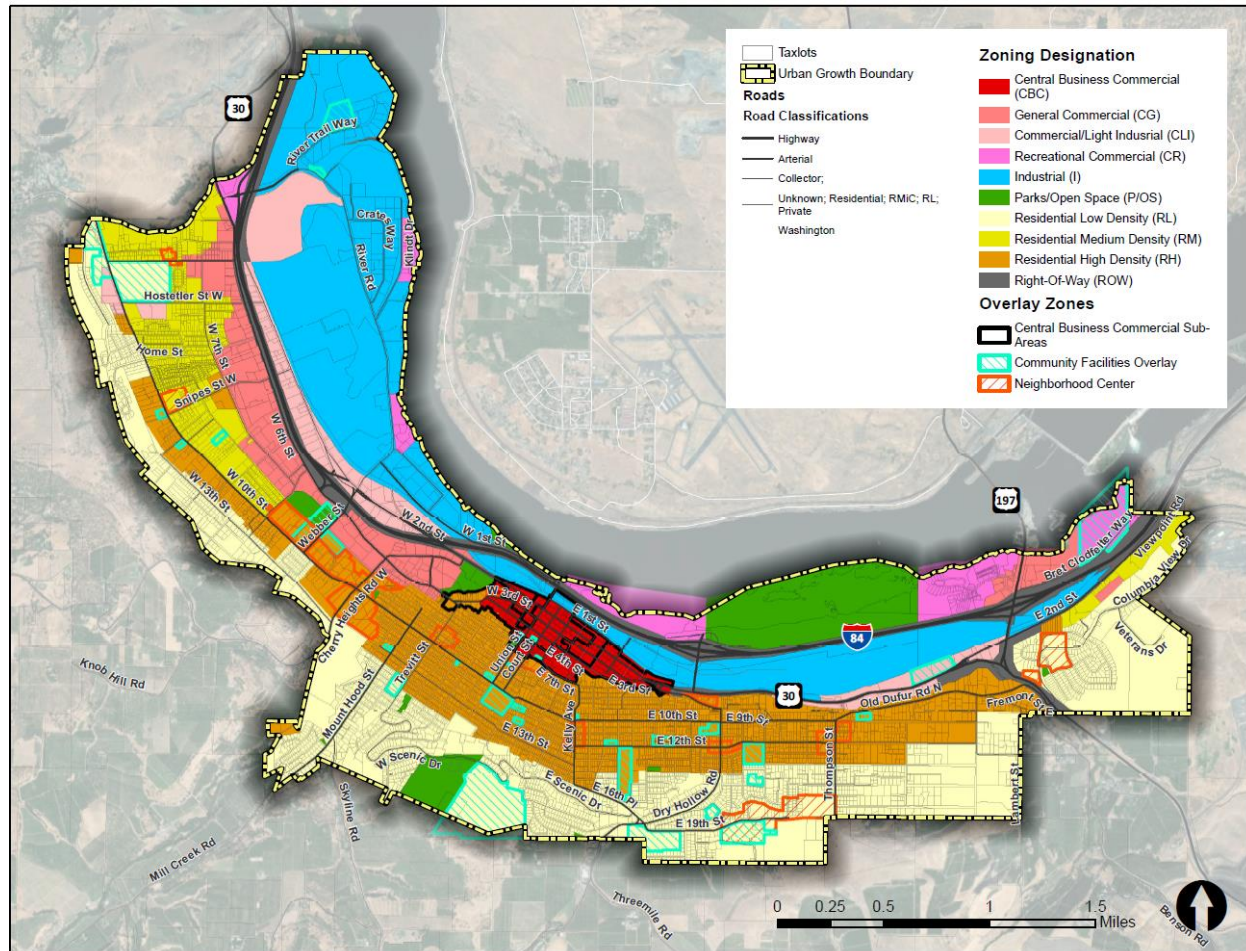 Taxlots
Urban Growth Boundary
Roads
Road Classifications
Highway
Arterial
Collector;
Unknown; Residential; RMiC; RL;
Private
Washington
Zoning Designation
Central Business Commercial
(CBC)
General Commercial (CG)
Commercial/Light Indusrial (CLI)
Recreational Commercial (CR)
Industrial (I)
Parks/Open Space (P/OS)
Residential Low Density (RL)
Residential Medium Density (RM)
Residential High Density (RH)
Right-Of-Way (ROW)
Overlay Zones
Central Business Commercial Sub-
Areas
Community Facilities Overlay
Neighborhood Center
30
River Trail Way
Crates Way
River Rd
Klindt Dr
Hostetler St W
W 7th St
Home St
Snipes St W
W 6th St
W 10th St
W 13th St
Webber St
W 2nd St
W 1st St
197
Bret Clodfelter Way
Viewpoint Rd
Columbia View Dr
E 2nd St
Veterans Dr
W 3rd St
E 1st St
84
Cherry Heights Rd W
Union St
Court St
E 4th St
E 3rd St
30
Old Dufur Rd N
Fremont St E
Knob Hill Rd
Trevitt St
Mount Hood St
E 7th St
E 10th St
E 9th St
E 12th St
E 13th St
Kelly Ave
W Scenic Dr
E Scenic Dr
E 16th Pl
Dry Hollow Rd
Thompson St
Lambert St
E 19th St
Skyline Rd
Mill Creek Rd
Threemile Rd
Benson Rd
0 0.25 0.5 1 1.5
Miles